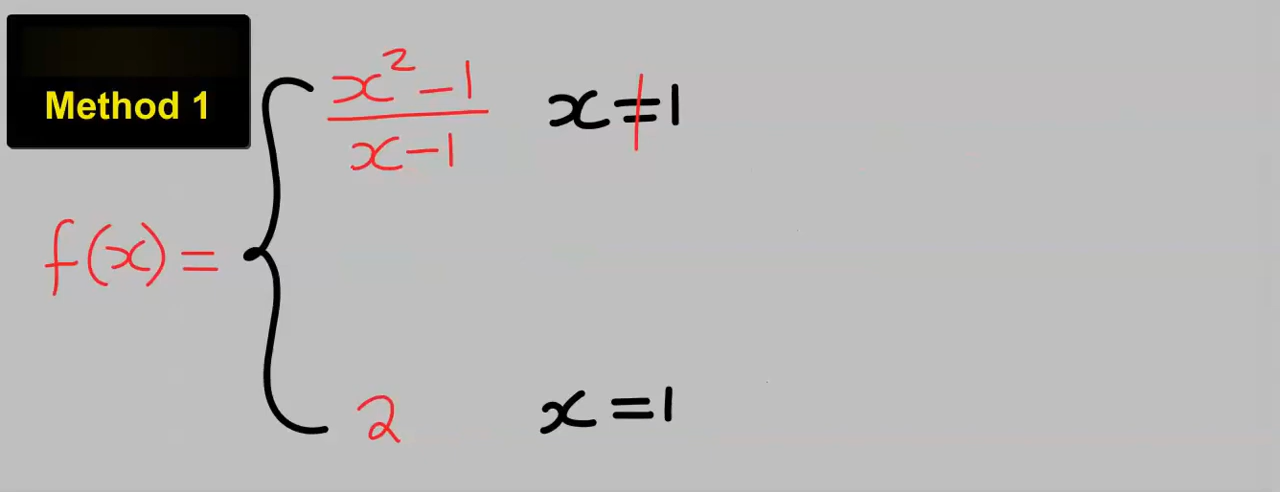 Method 1
x² - 1
x ≠ 1
x - 1
f(x) =
2
x = 1